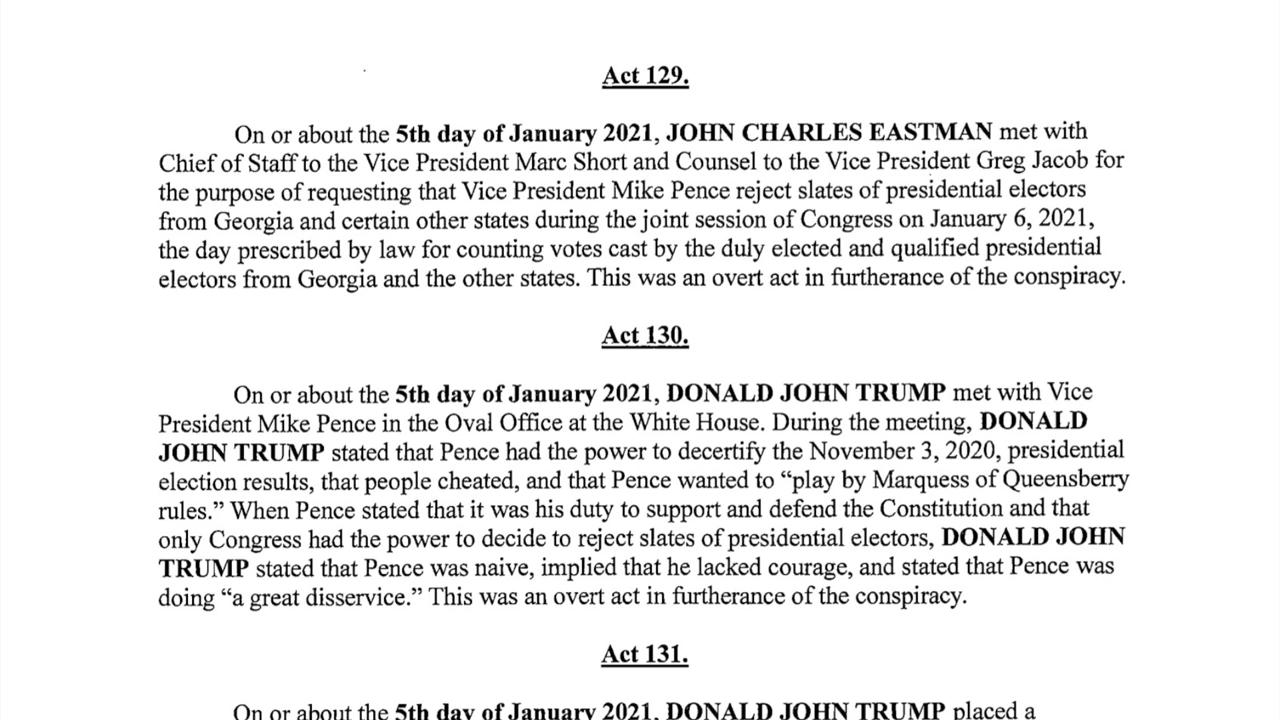 Act 129.
On or about the 5th day of January 2021, JOHN CHARLES EASTMAN met with
Chief of Staff to the Vice President Marc Short and Counsel to the Vice President Greg Jacob for
the purpose of requesting that Vice President Mike Pence reject slates of presidential electors
from Georgia and certain other states during the joint session of Congress on January 6, 2021,
the day prescribed by law for counting votes cast by the duly elected and qualified presidential
electors from Georgia and the other states. This was an overt act in furtherance of the conspiracy.
Act 130.
On or about the 5th day of January 2021, DONALD JOHN TRUMP met with Vice
President Mike Pence in the Oval Office at the White House. During the meeting, DONALD
JOHN TRUMP stated that Pence had the power to decertify the November 3, 2020, presidential
election results, that people cheated, and that Pence wanted to “play by Marquess of Queensberry
rules.” When Pence stated that it was his duty to support and defend the Constitution and that
only Congress had the power to decide to reject slates of presidential electors, DONALD JOHN
TRUMP stated that Pence was naive, implied that he lacked courage, and stated that Pence was
doing “a great disservice.” This was an overt act in furtherance of the conspiracy.
Act 131.
On or about the 5th day of January 2021, DONALD JOHN TRUMP placed a